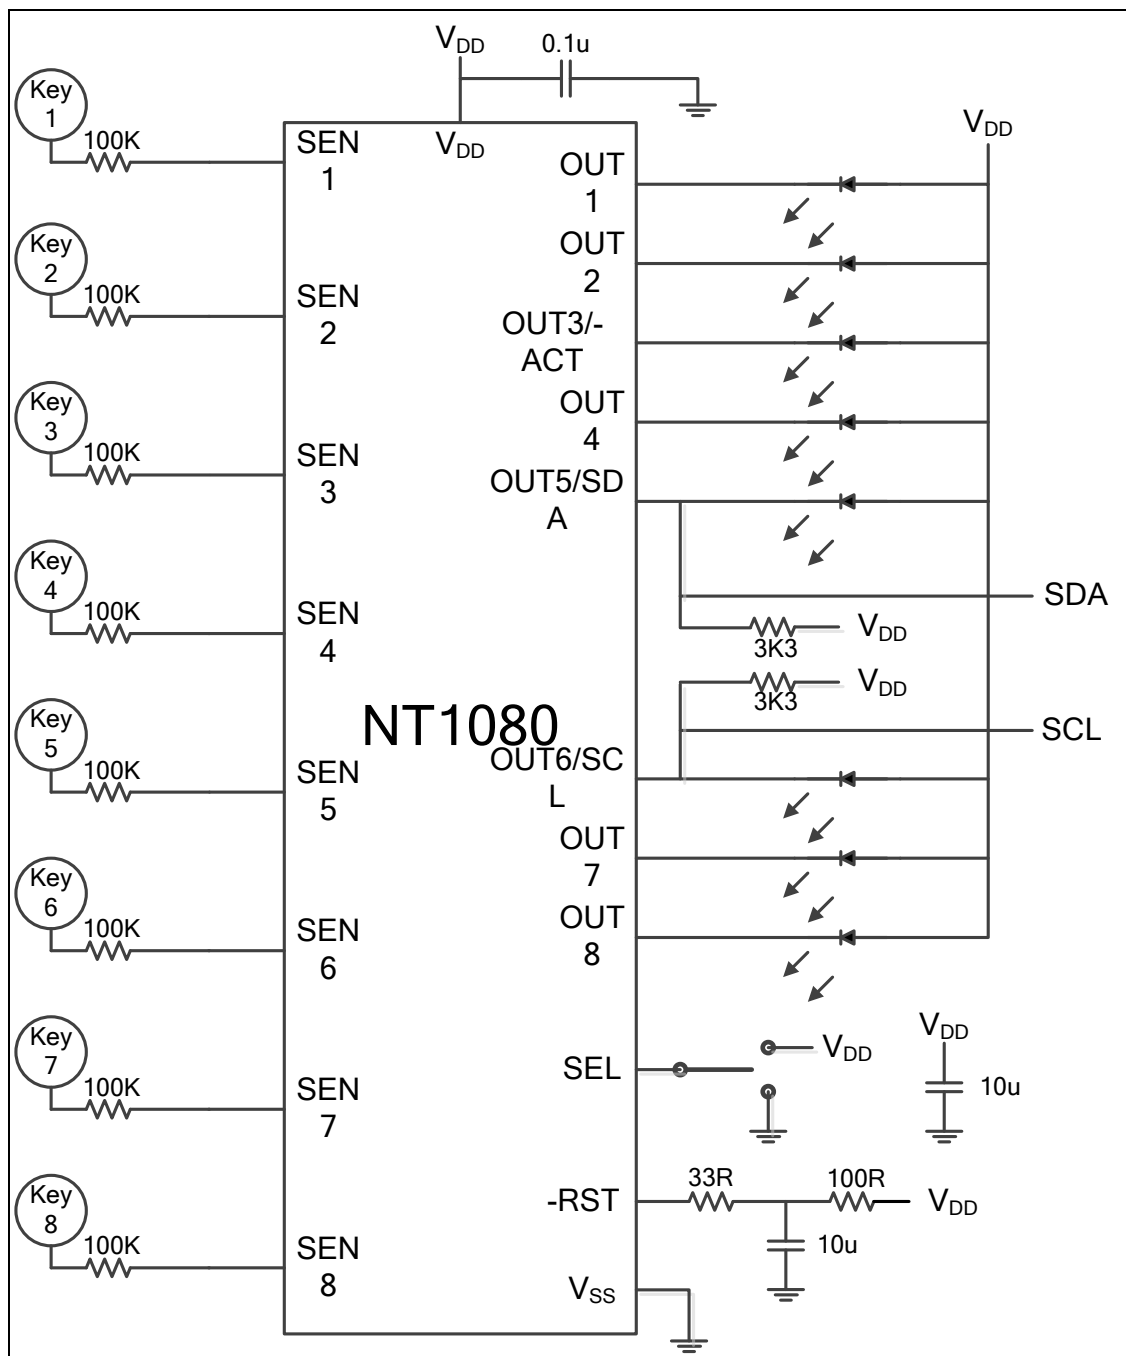 VDD
0.1u
Key
1
100K
SEN
1
VDD
OUT
1
VDD
Key
2
100K
SEN
2
OUT
2
OUT3/-
ACT
Key
3
100K
SEN
3
OUT
4
OUT5/SD
A
Key
4
100K
SEN
4
SDA
VDD
3K3
VDD
3K3
SCL
NT1080
OUT6/SC
L
Key
5
100K
SEN
5
OUT
7
Key
6
100K
SEN
6
OUT
8
Key
7
100K
SEN
7
SEL
VDD
VDD
10u
Key
8
100K
SEN
8
-RST
33R
100R
VDD
10u
VSS